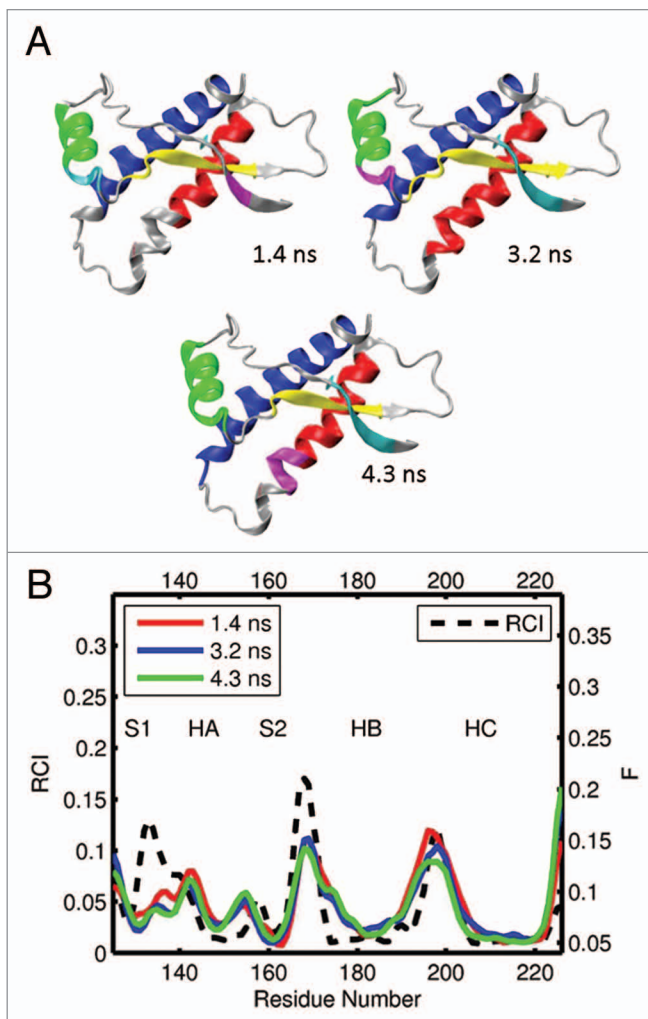 A
1.4 ns
3.2 ns
4.3 ns
B
140 160 180 200 220
1.4 ns
3.2 ns
4.3 ns
RCI
0.3
0.25
0.2
0.15
0.1
0.05
0
RCI
S1 HA S2 HB HC
0.35
0.3
0.25
0.2
0.15
0.1
0.05
F
140 160 180 200 220
Residue Number